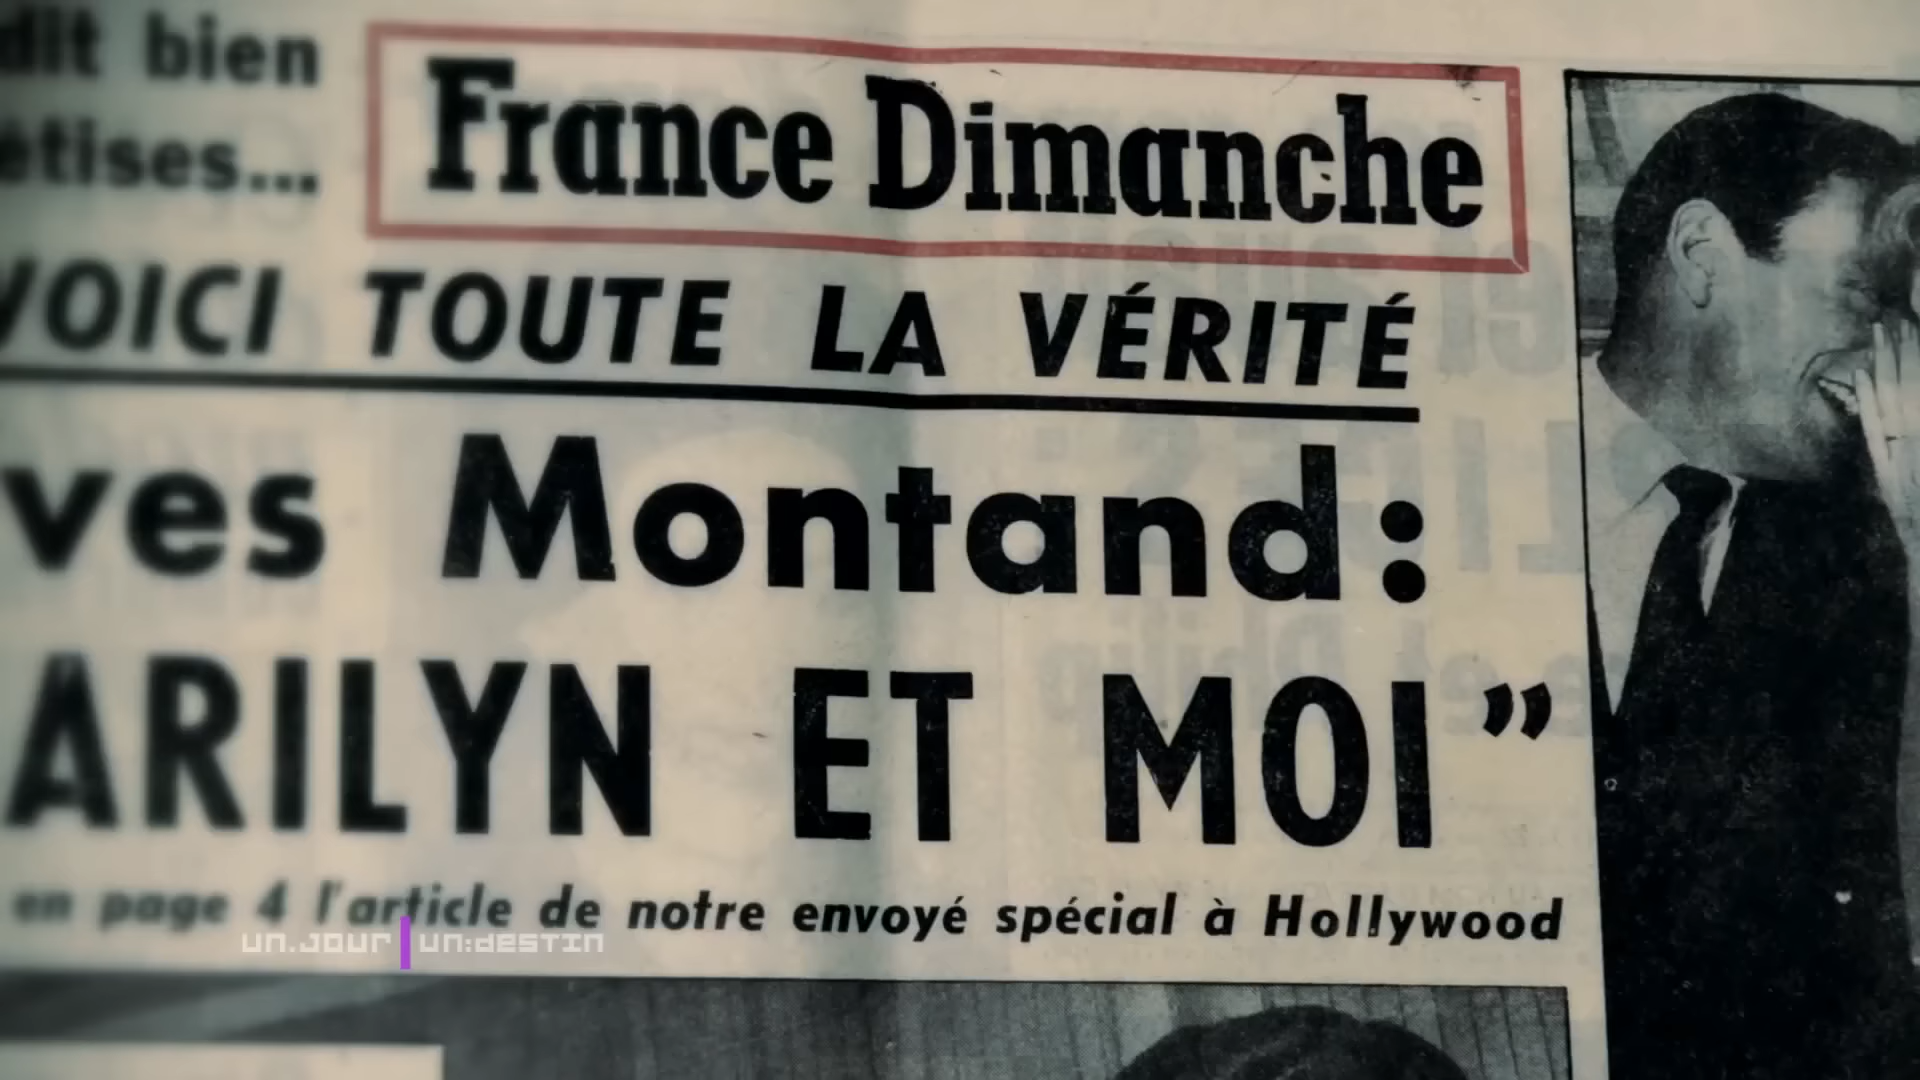 dit bien
France Dimanche
VOICI TOUTE LA VÉRITÉ
ves Montand:
ARILYN ET MOI”
en page 4 l'article de notre envoyé spécial à Hollywood
un.jour un:destin